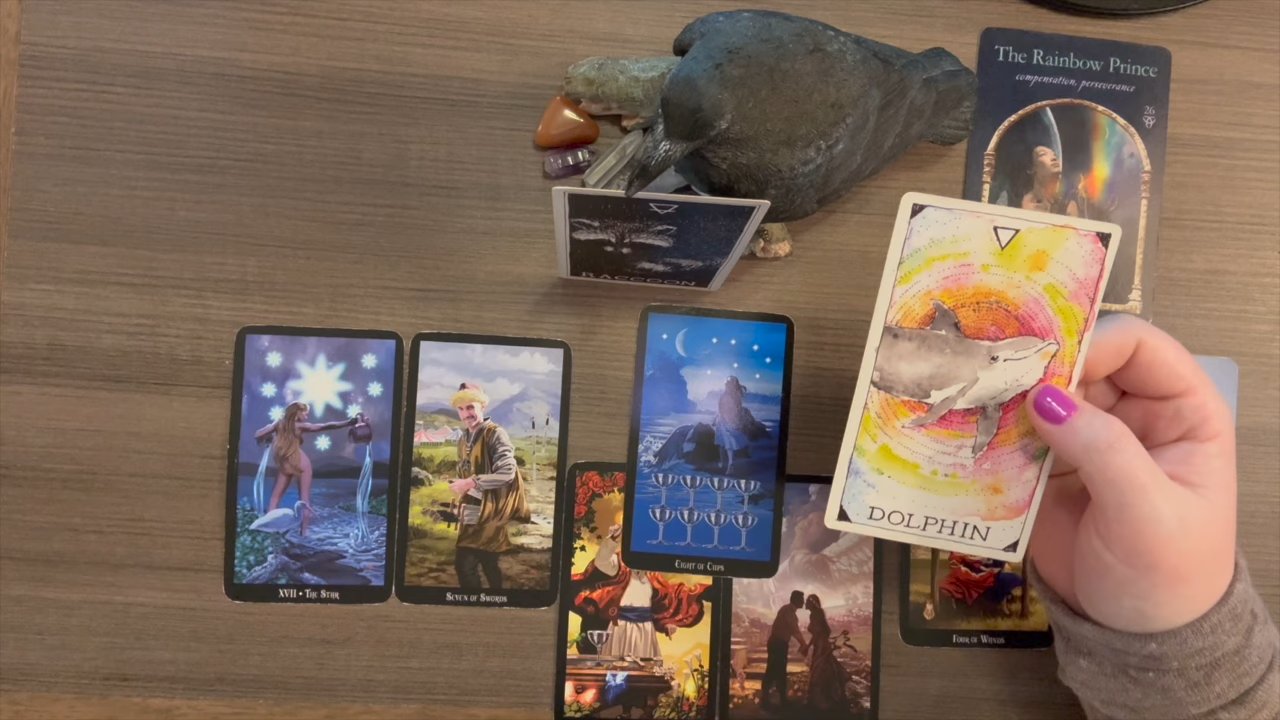 The Rainbow Prince
compensation, perseverance
26
RACCOON
DOLPHIN
XVII • THE STAR
SEVEN OF SWORDS
EIGHT OF CUPS
FOUR OF WANDS